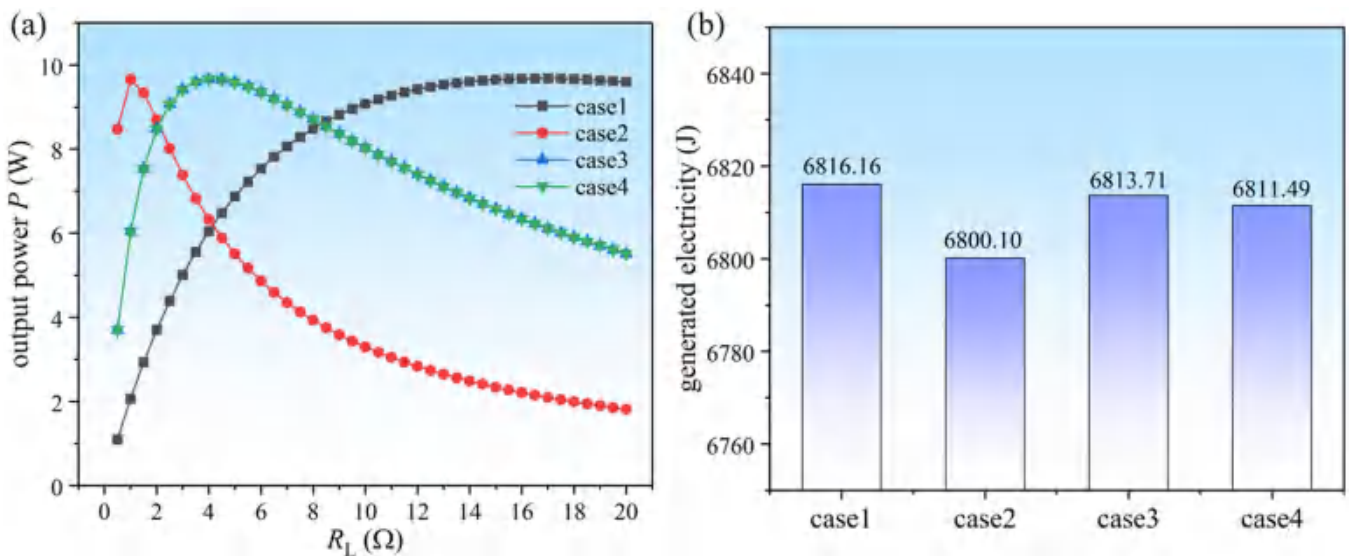 (a)
10
8
6
4
2
0
output power P (W)
case1
case2
case3
case4
0 2 4 6 8 10 12 14 16 18 20
R_L (Ω)
(b)
6840
6820
6800
6780
6760
generated electricity (J)
6816.16
6800.10
6813.71
6811.49
case1 case2 case3 case4